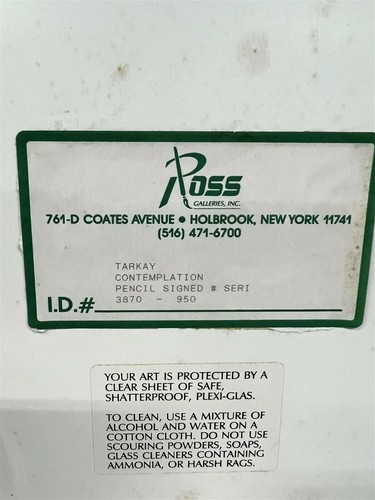 Ross
GALLERIES, INC.
761-D COATES AVENUE • HOLBROOK, NEW YORK 11741
(516) 471-6700
TARKAY
CONTEMPLATION
PENCIL SIGNED # SERI
I.D.# 3870 - 950
YOUR ART IS PROTECTED BY A
CLEAR SHEET OF SAFE,
SHATTERPROOF, PLEXI-GLAS.
TO CLEAN, USE A MIXTURE OF
ALCOHOL AND WATER ON A
COTTON CLOTH. DO NOT USE
SCOURING POWDERS, SOAPS,
GLASS CLEANERS CONTAINING
AMMONIA, OR HARSH RAGS.